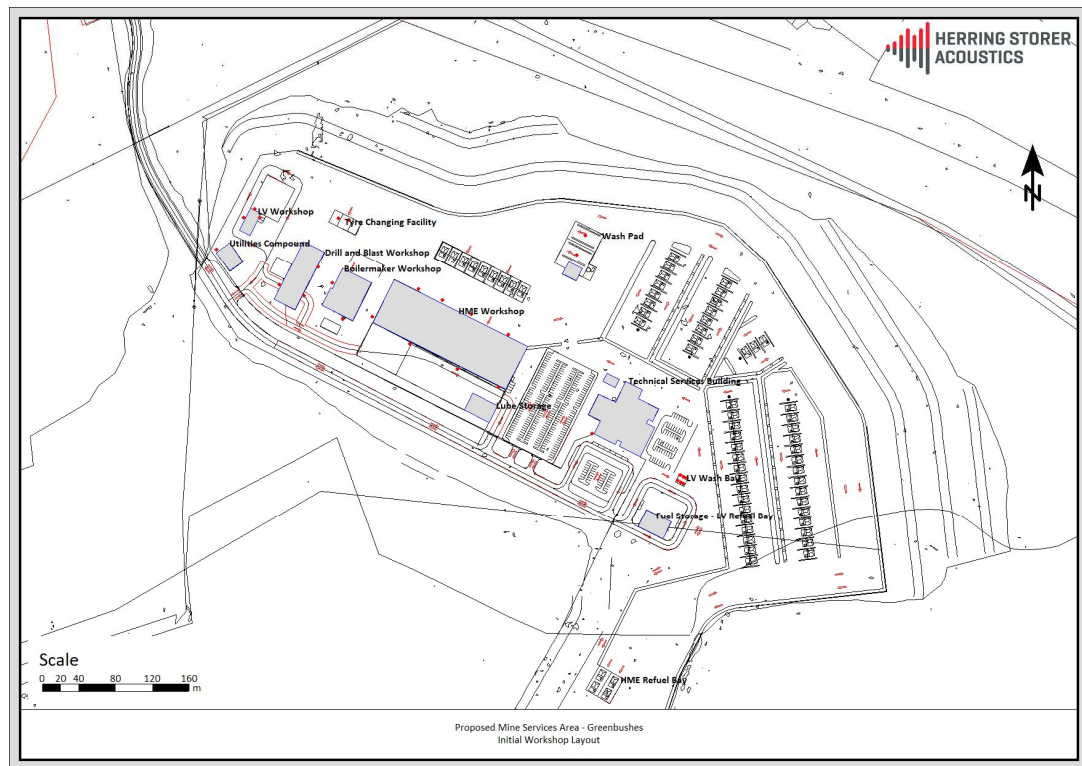 HERRING STORER
ACOUSTICS
N
LV Workshop
Tyre Changing Facility
Wash Pad
Utilities Compound
Drill and Blast Workshop
Boilermaker Workshop
HME Workshop
Technical Services Building
Lube Storage
LV Wash Bay
Fuel Storage - LV Refuel Bay
HME Refuel Bay
Scale
0 20 40 80 120 160
m
Proposed Mine Services Area - Greenbushes
Initial Workshop Layout